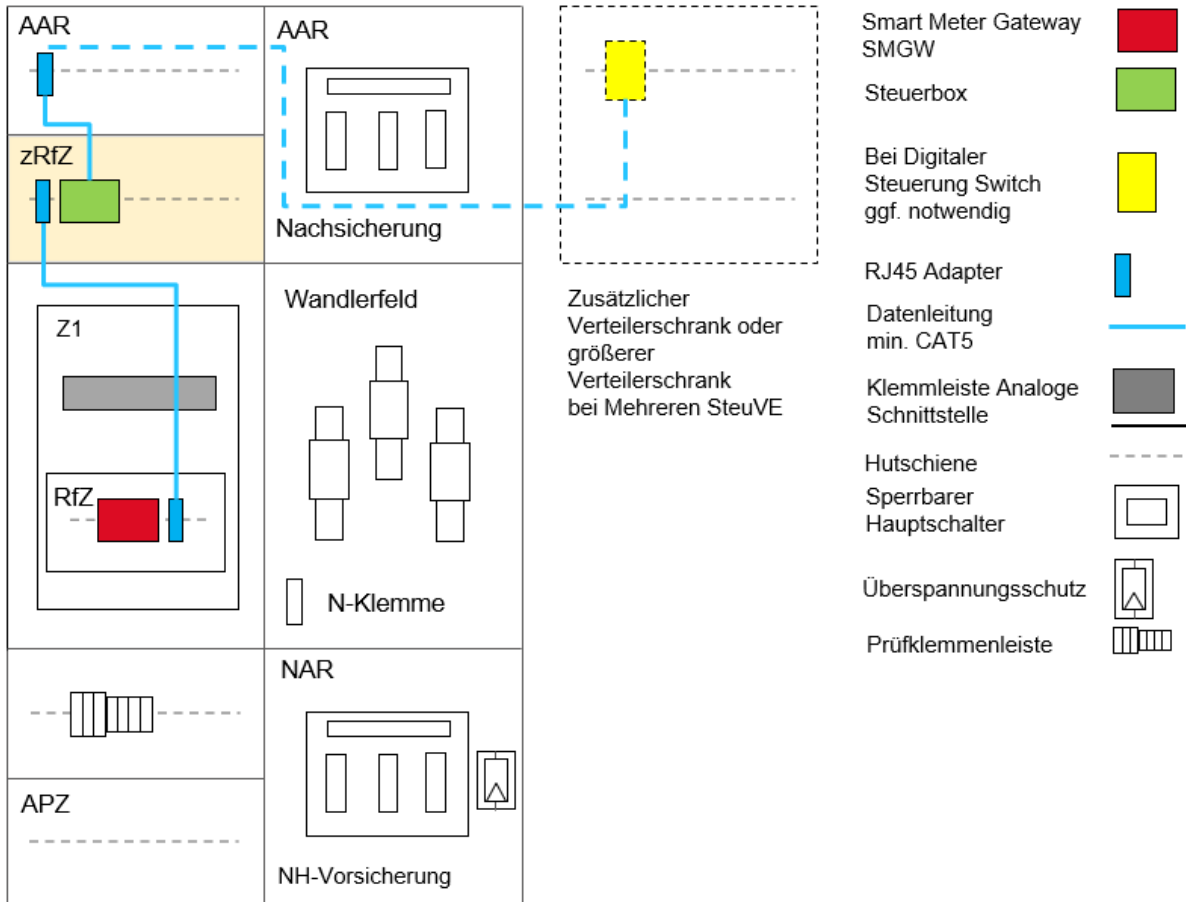 AAR
zRfZ
Z1
RfZ
APZ
AAR
Nachsicherung
Wandlerfeld
N-Klemme
NAR
NH-Vorsicherung
Zusätzlicher
Verteilerschrank oder
größerer
Verteilerschrank
bei Mehreren SteuVE
Smart Meter Gateway
SMGW
Steuerbox
Bei Digitaler
Steuerung Switch
ggf. notwendig
RJ45 Adapter
Datenleitung
min. CAT5
Klemmleiste Analoge
Schnittstelle
Hutschiene
Sperrbarer
Hauptschalter
Überspannungsschutz
Prüfklemmenleiste